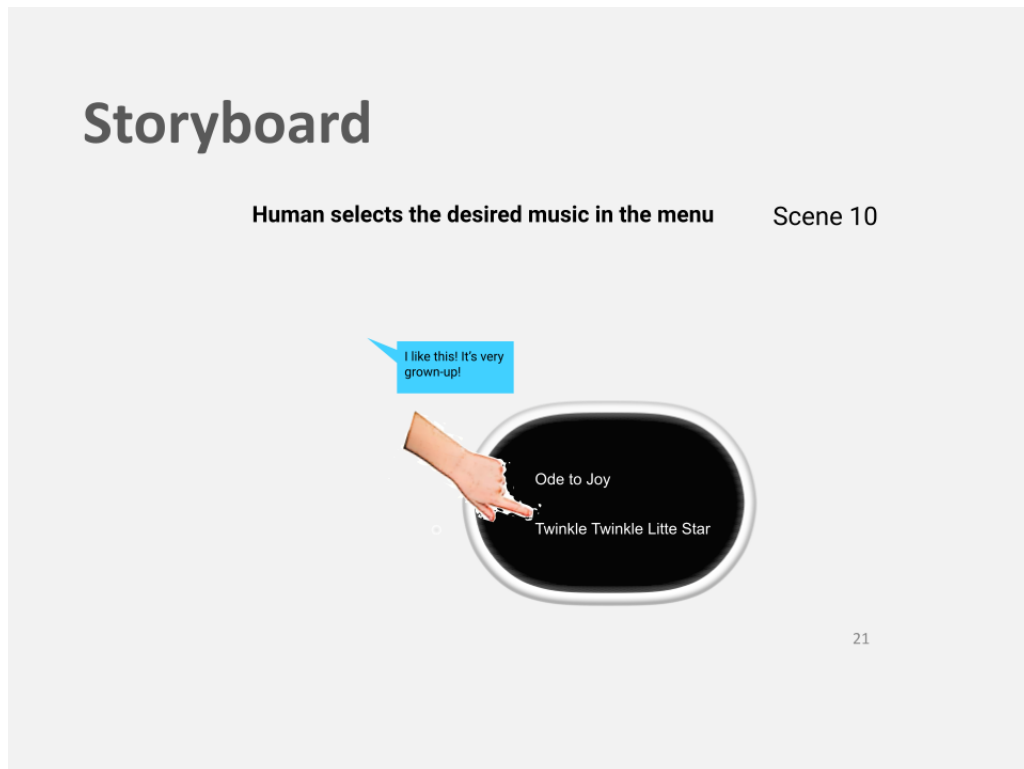 Storyboard
Human selects the desired music in the menu
Scene 10
I like this! It's very
grown-up!
Ode to Joy
Twinkle Twinkle Litte Star
21